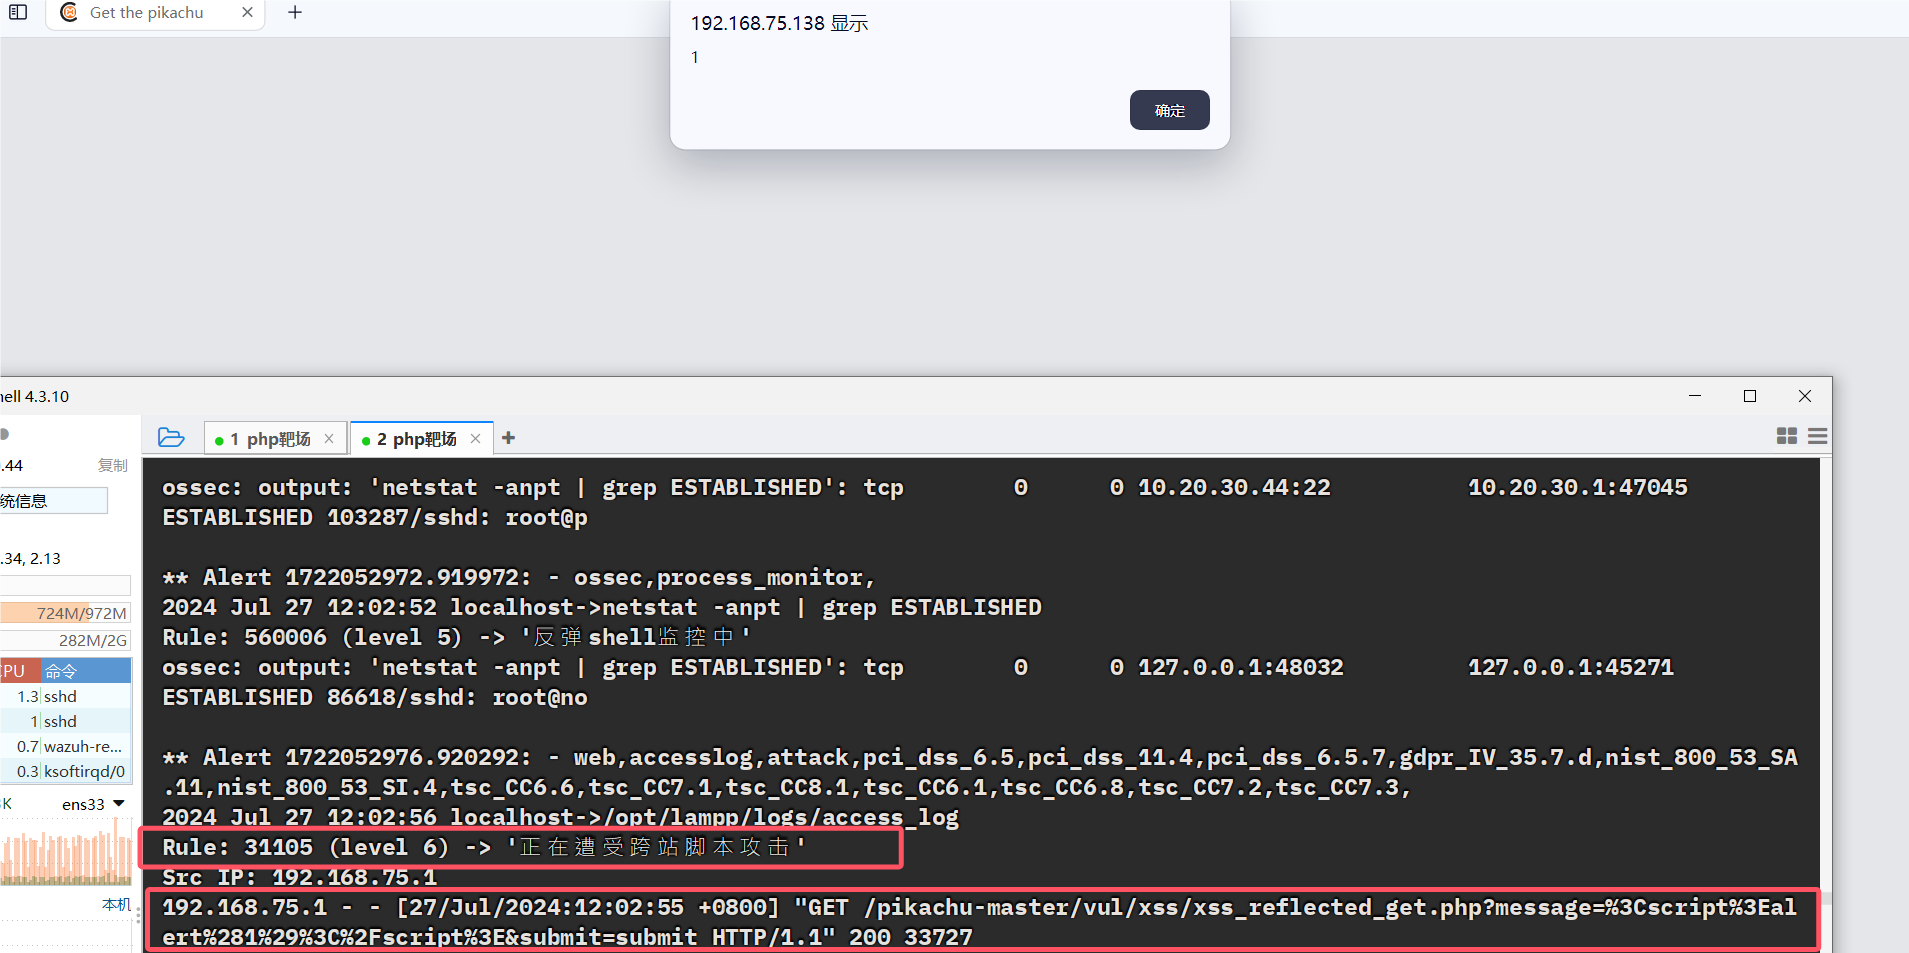 Get the pikachu
192.168.75.138 显示
1
确定
hell 4.3.10
1 php靶场
2 php靶场
.44
复制
统信息
.34, 2.13
724M/972M
282M/2G
CPU 命令
1.3 sshd
1 sshd
0.7 wazuh-re...
0.3 ksoftirqd/0
K ens33
本机
ossec: output: 'netstat -anpt | grep ESTABLISHED': tcp 0 0 10.20.30.44:22 10.20.30.1:47045
ESTABLISHED 103287/sshd: root@p
** Alert 1722052972.919972: - ossec,process_monitor,
2024 Jul 27 12:02:52 localhost->netstat -anpt | grep ESTABLISHED
Rule: 560006 (level 5) -> '反弹shell监控中'
ossec: output: 'netstat -anpt | grep ESTABLISHED': tcp 0 0 127.0.0.1:48032 127.0.0.1:45271
ESTABLISHED 86618/sshd: root@no
** Alert 1722052976.920292: - web,accesslog,attack,pci_dss_6.5,pci_dss_11.4,pci_dss_6.5.7,gdpr_IV_35.7.d,nist_800_53_SA
.11,nist_800_53_SI.4,tsc_CC6.6,tsc_CC7.1,tsc_CC8.1,tsc_CC6.1,tsc_CC6.8,tsc_CC7.2,tsc_CC7.3,
2024 Jul 27 12:02:56 localhost->/opt/lampp/logs/access_log
Rule: 31105 (level 6) -> '正在遭受跨站脚本攻击'
Src IP: 192.168.75.1
192.168.75.1 - - [27/Jul/2024:12:02:55 +0800] "GET /pikachu-master/vul/xss/xss_reflected_get.php?message=%3Cscript%3Eal
ert%281%29%3C%2Fscript%3E&submit=submit HTTP/1.1" 200 33727